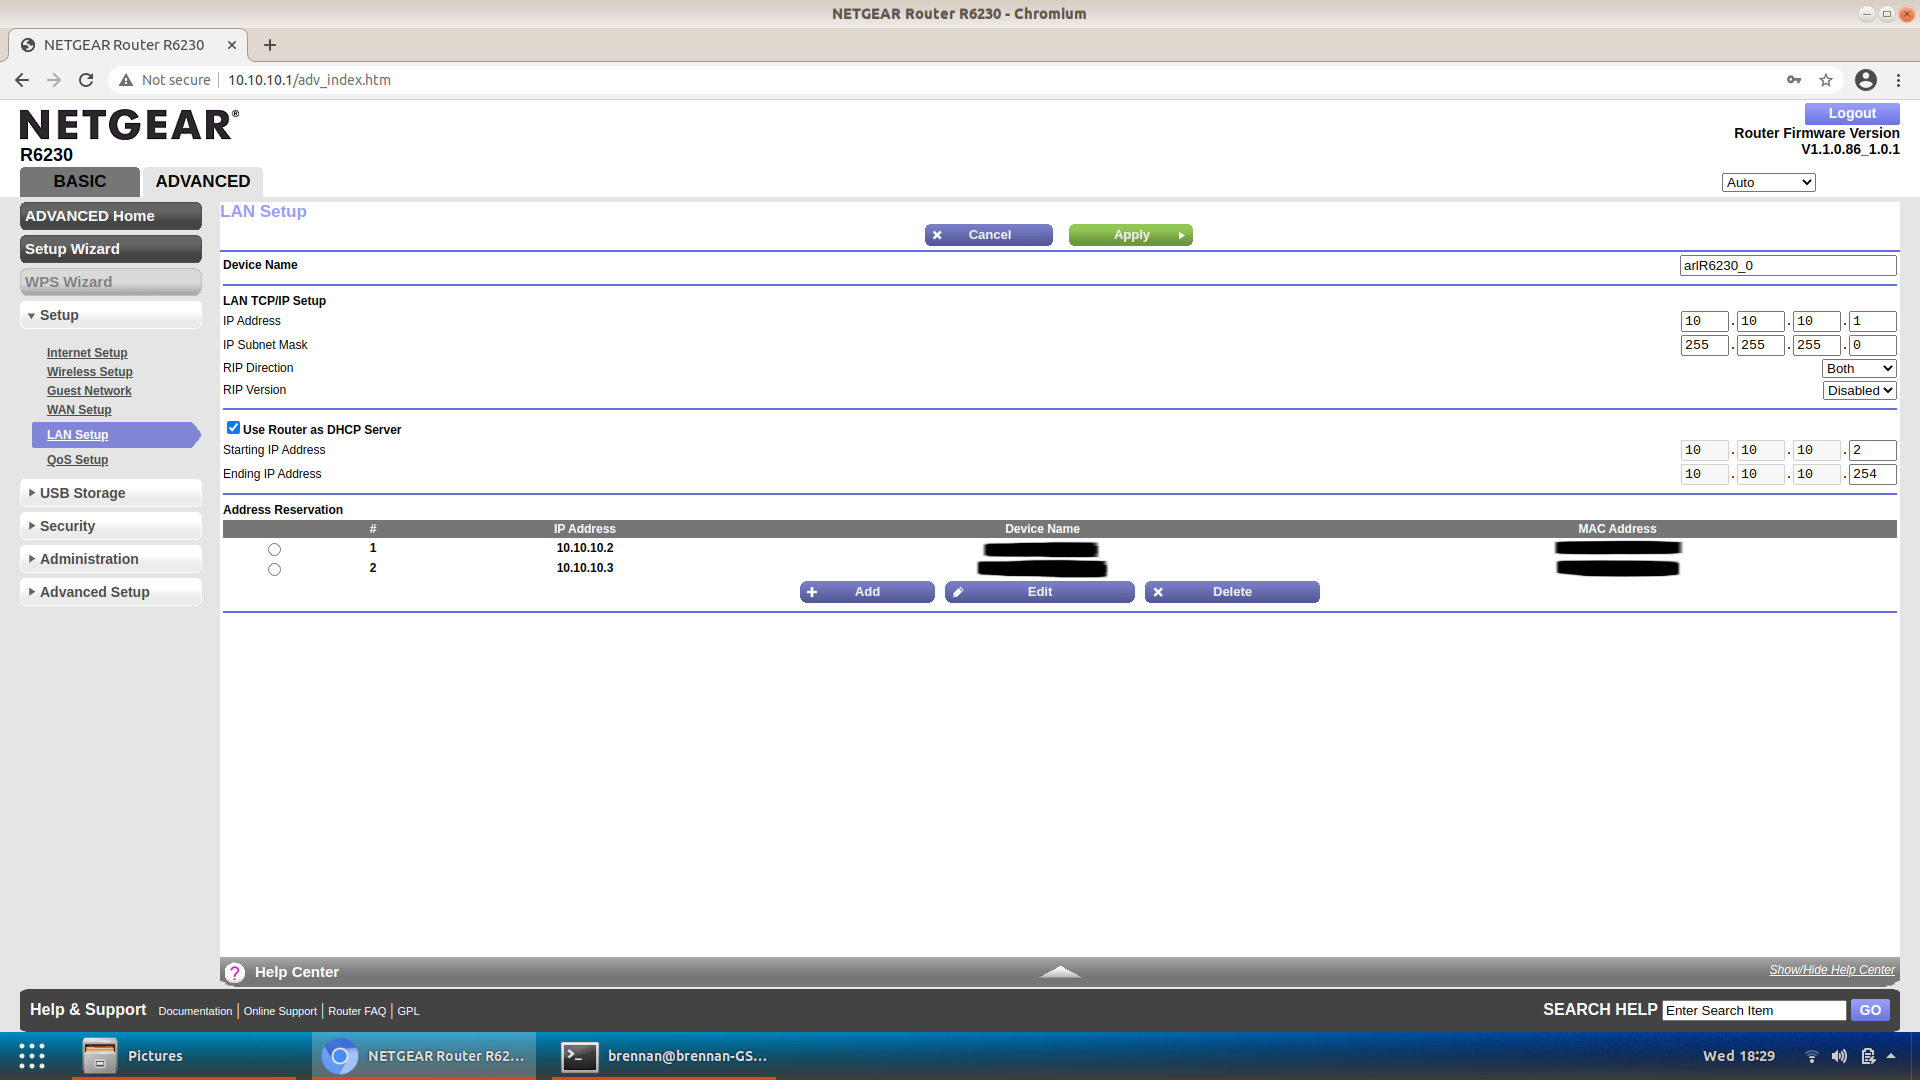 NETGEAR Router R6230 - Chromium
NETGEAR Router R6230
Not secure
10.10.10.1/adv_index.htm
NETGEAR®
R6230
Logout
Router Firmware Version
V1.1.0.86_1.0.1
BASIC
ADVANCED
Auto
ADVANCED Home
Setup Wizard
WPS Wizard
Setup
Internet Setup
Wireless Setup
Guest Network
WAN Setup
LAN Setup
QoS Setup
USB Storage
Security
Administration
Advanced Setup
LAN Setup
Cancel
Apply
Device Name
arlR6230_0
LAN TCP/IP Setup
IP Address 10 . 10 . 10 . 1
IP Subnet Mask 255 . 255 . 255 . 0
RIP Direction Both
RIP Version Disabled
Use Router as DHCP Server
Starting IP Address 10 . 10 . 10 . 2
Ending IP Address 10 . 10 . 10 . 254
Address Reservation
# IP Address Device Name MAC Address
1 10.10.10.2
2 10.10.10.3
Add Edit Delete
Help Center
Show/Hide Help Center
Help & Support Documentation | Online Support | Router FAQ | GPL
SEARCH HELP Enter Search Item GO
Pictures
NETGEAR Router R62...
brennan@brennan-GS...
Wed 18:29